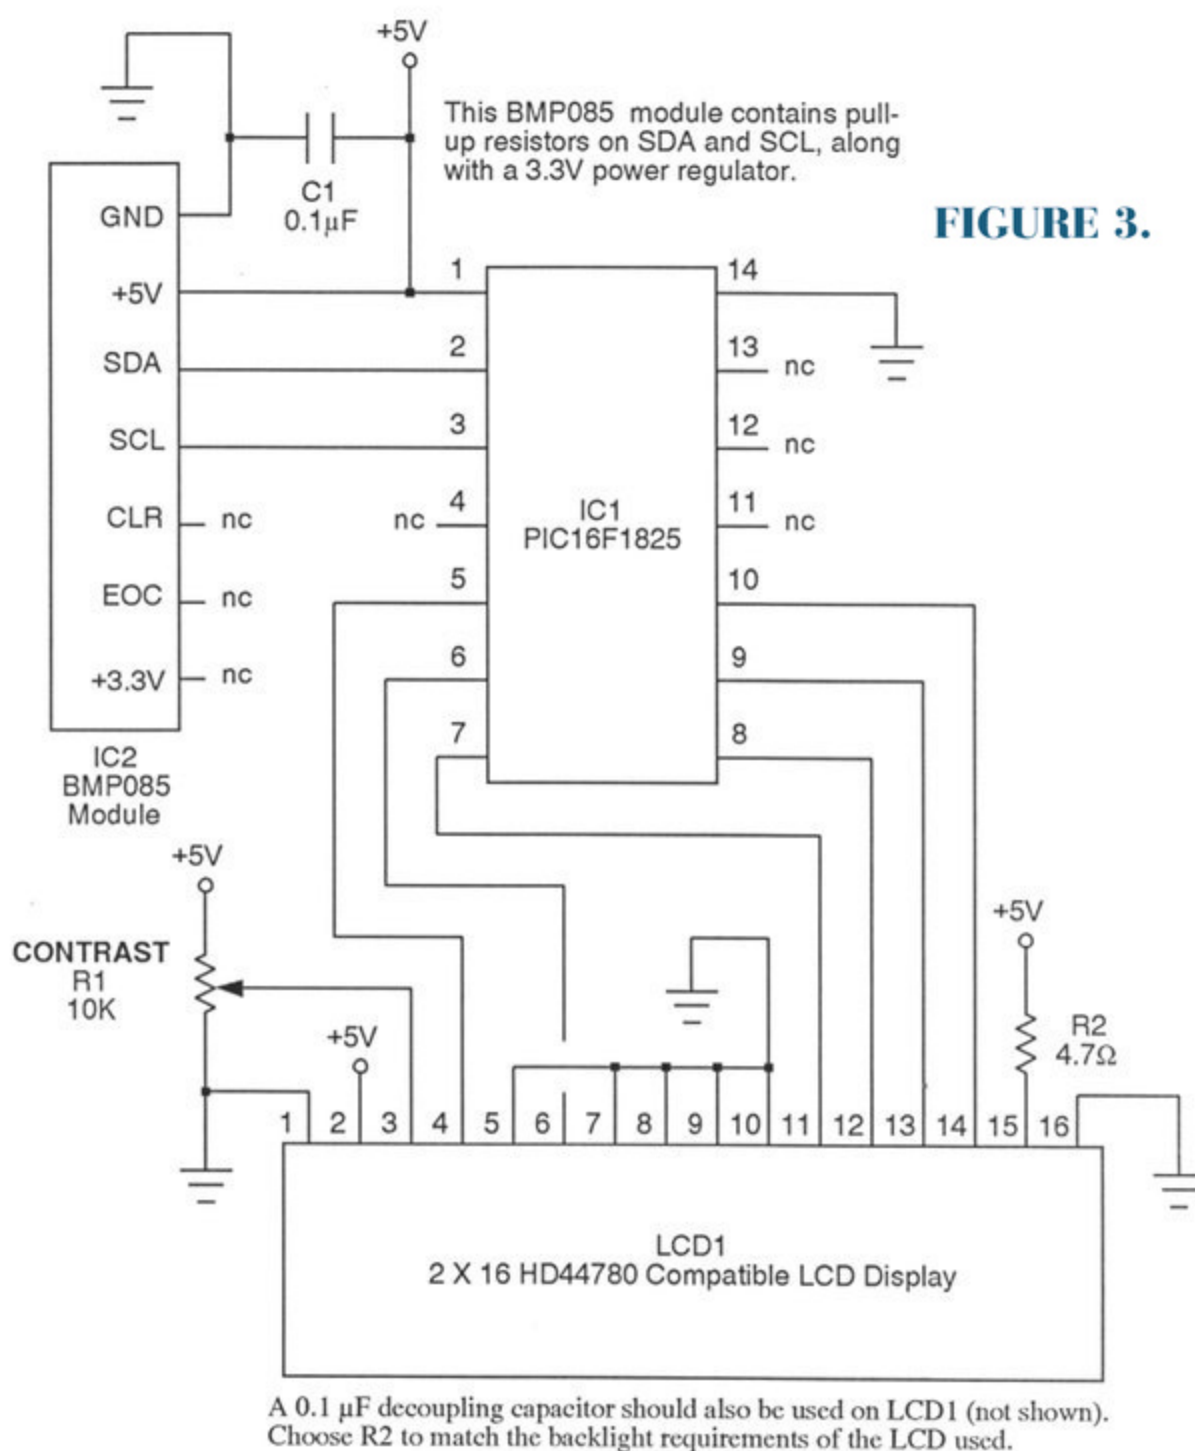 +5V
This BMP085 module contains pull-
up resistors on SDA and SCL, along
with a 3.3V power regulator.
FIGURE 3.
C1
0.1µF
GND
+5V
SDA
SCL
CLR
EOC
+3.3V
nc
nc
nc
IC2
BMP085
Module
1
2
3
4
5
6
7
nc
IC1
PIC16F1825
14
13
12
11
10
9
8
nc
nc
nc
+5V
CONTRAST
R1
10K
+5V
+5V
R2
4.7Ω
1 2 3 4 5 6 7 8 9 10 11 12 13 14 15 16
LCD1
2 X 16 HD44780 Compatible LCD Display
A 0.1 µF decoupling capacitor should also be used on LCD1 (not shown).
Choose R2 to match the backlight requirements of the LCD used.